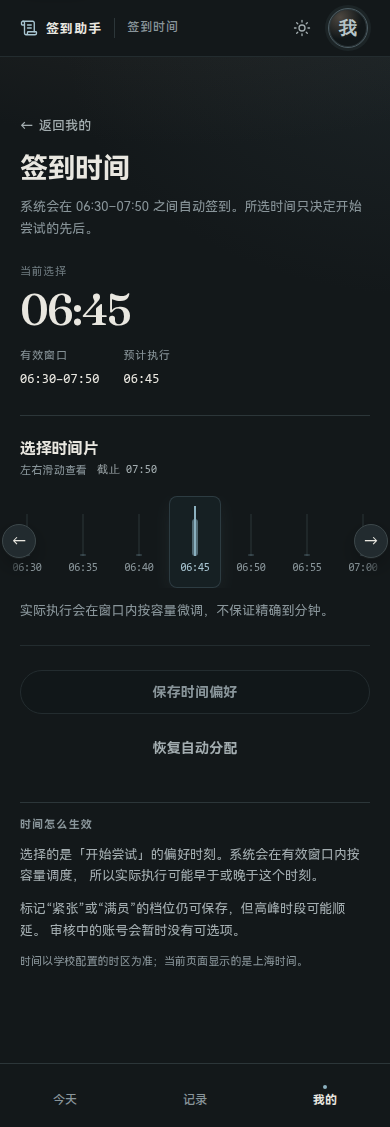 签到助手 签到时间 我
← 返回我的
签到时间
系统会在 06:30–07:50 之间自动签到。所选时间只决定开始
尝试的先后。
当前选择
06:45
有效窗口 预计执行
06:30–07:50 06:45
选择时间片
左右滑动查看 截止 07:50
← →
06:30 06:35 06:40 06:45 06:50 06:55 07:00
实际执行会在窗口内按容量微调，不保证精确到分钟。
保存时间偏好
恢复自动分配
时间怎么生效
选择的是「开始尝试」的偏好时刻。系统会在有效窗口内按
容量调度， 所以实际执行可能早于或晚于这个时刻。
标记“紧张”或“满员”的档位仍可保存，但高峰时段可能顺
延。 审核中的账号会暂时没有可选项。
时间以学校配置的时区为准；当前页面显示的是上海时间。
今天 记录 我的